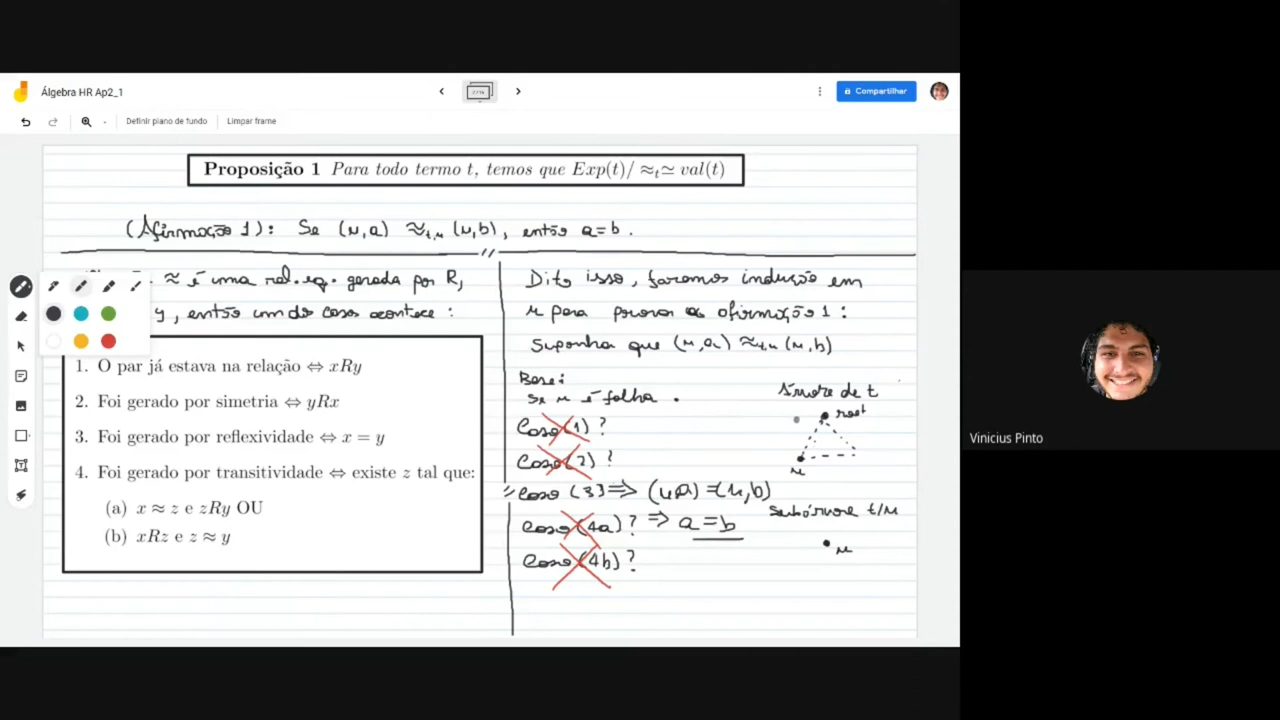 Álgebra HR Ap2_1
Compartilhar
Definir plano de fundo
Limpar frame
Proposição 1 Para todo termo t, temos que Exp(t)/ ≈t≃ val(t)
(Afirmação 1): Se (u,a) ≈t,u (u,b), então a=b.
≈ é uma rel. eq. gerada por R,
y, então um do casos acontece:
1. O par já estava na relação ⇔ xRy
2. Foi gerado por simetria ⇔ yRx
3. Foi gerado por reflexividade ⇔ x = y
4. Foi gerado por transitividade ⇔ existe z tal que:
(a) x ≈ z e zRy OU
(b) xRz e z ≈ y
Dito isso, faremos indução em
u para provar a afirmação 1:
Suponha que (u,a) ≈t,u (u,b)
Base:
Se u é folha.
Caso (1)?
Caso (2)?
Caso (3) ⇒ (u,a) = (u,b)
Caso (4a)? ⇒ a=b
Caso (4b)?
Árvore de t
root
u
Subárvore t/u
u
Vinicius Pinto